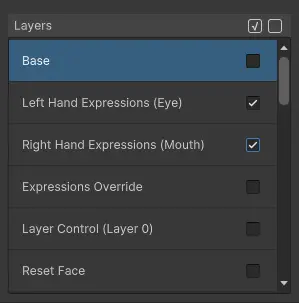 Layers
Base
Left Hand Expressions (Eye)
Right Hand Expressions (Mouth)
Expressions Override
Layer Control (Layer 0)
Reset Face